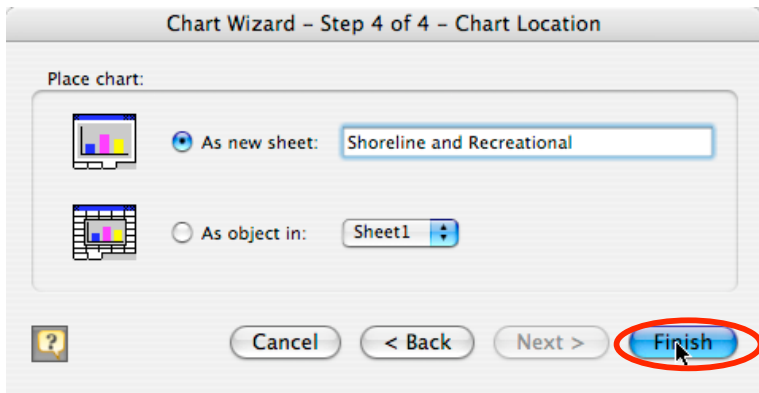 Chart Wizard – Step 4 of 4 – Chart Location
Place chart:
As new sheet: Shoreline and Recreational
As object in: Sheet1
? Cancel < Back Next > Finish